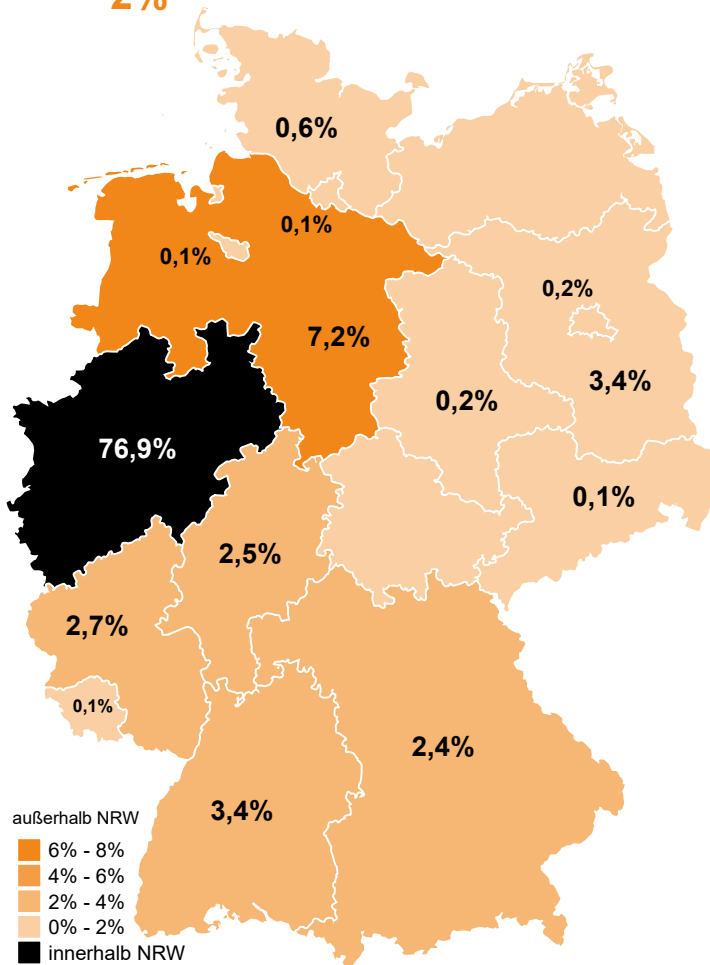 2%
0,6%
0,1%
0,1%
0,2%
7,2%
3,4%
0,2%
76,9%
0,1%
2,5%
2,7%
0,1%
2,4%
3,4%
außerhalb NRW
6% - 8%
4% - 6%
2% - 4%
0% - 2%
innerhalb NRW